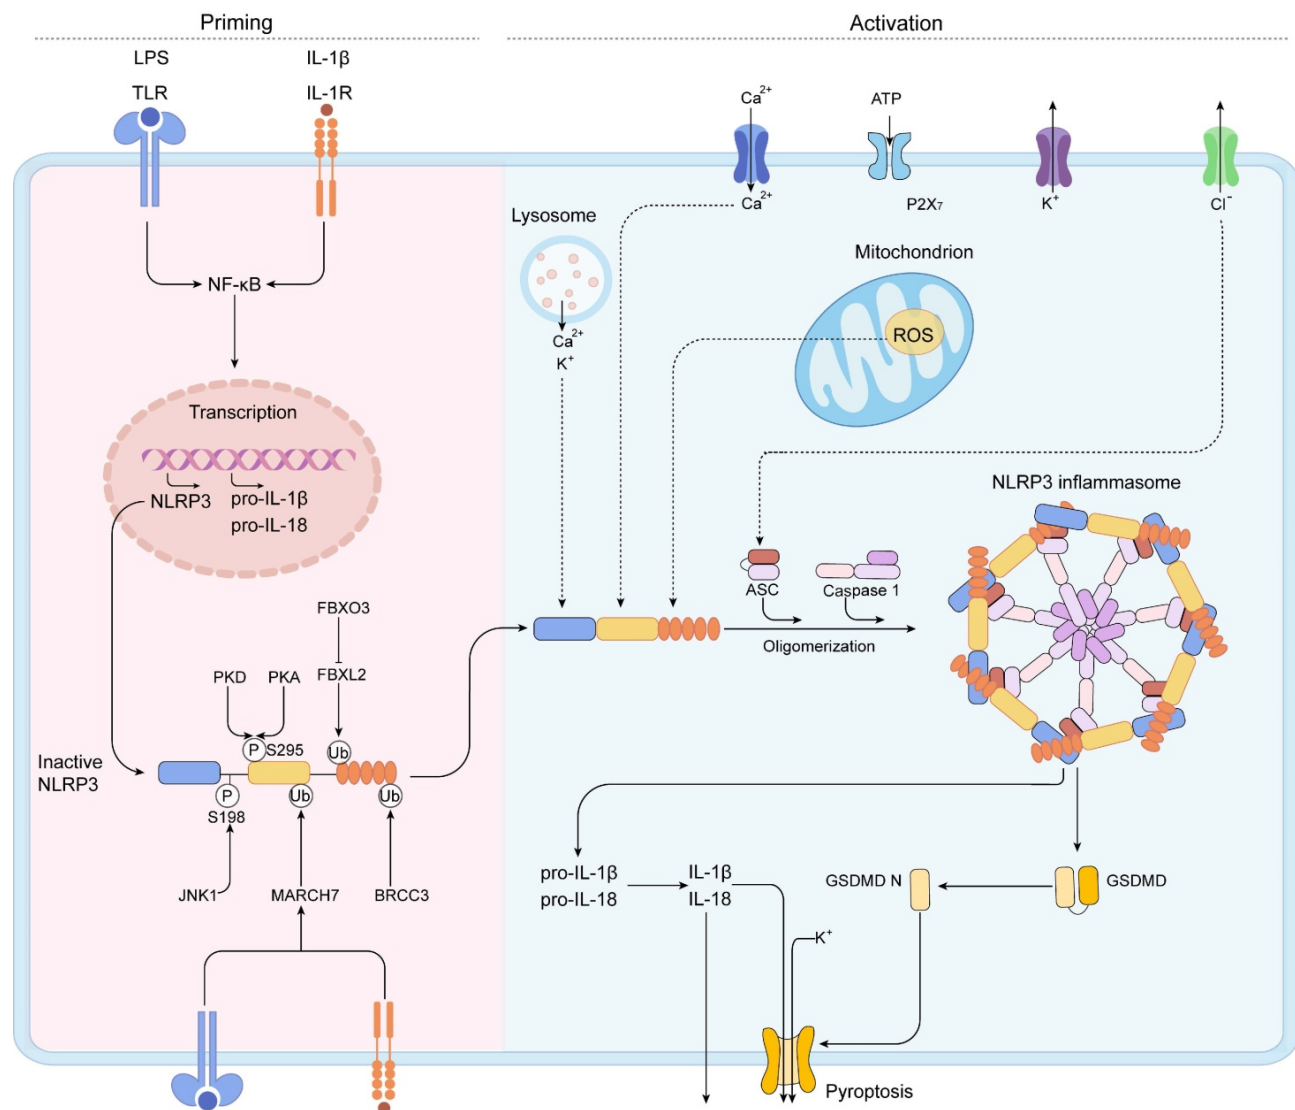 Priming
Activation
LPS
IL-1β
TLR
IL-1R
Ca²⁺
ATP
Ca²⁺
P2X₇
K⁺
Cl⁻
Lysosome
Mitochondrion
NF-κB
ROS
Ca²⁺
K⁺
Transcription
NLRP3
pro-IL-1β
pro-IL-18
NLRP3 inflammasome
ASC
Caspase 1
Oligomerization
FBXO3
PKD
PKA
FBXL2
P
S295
Ub
Inactive
NLRP3
P
Ub
Ub
S198
JNK1
MARCH7
BRCC3
pro-IL-1β
pro-IL-18
IL-1β
IL-18
GSDMD N
GSDMD
K⁺
Pyroptosis